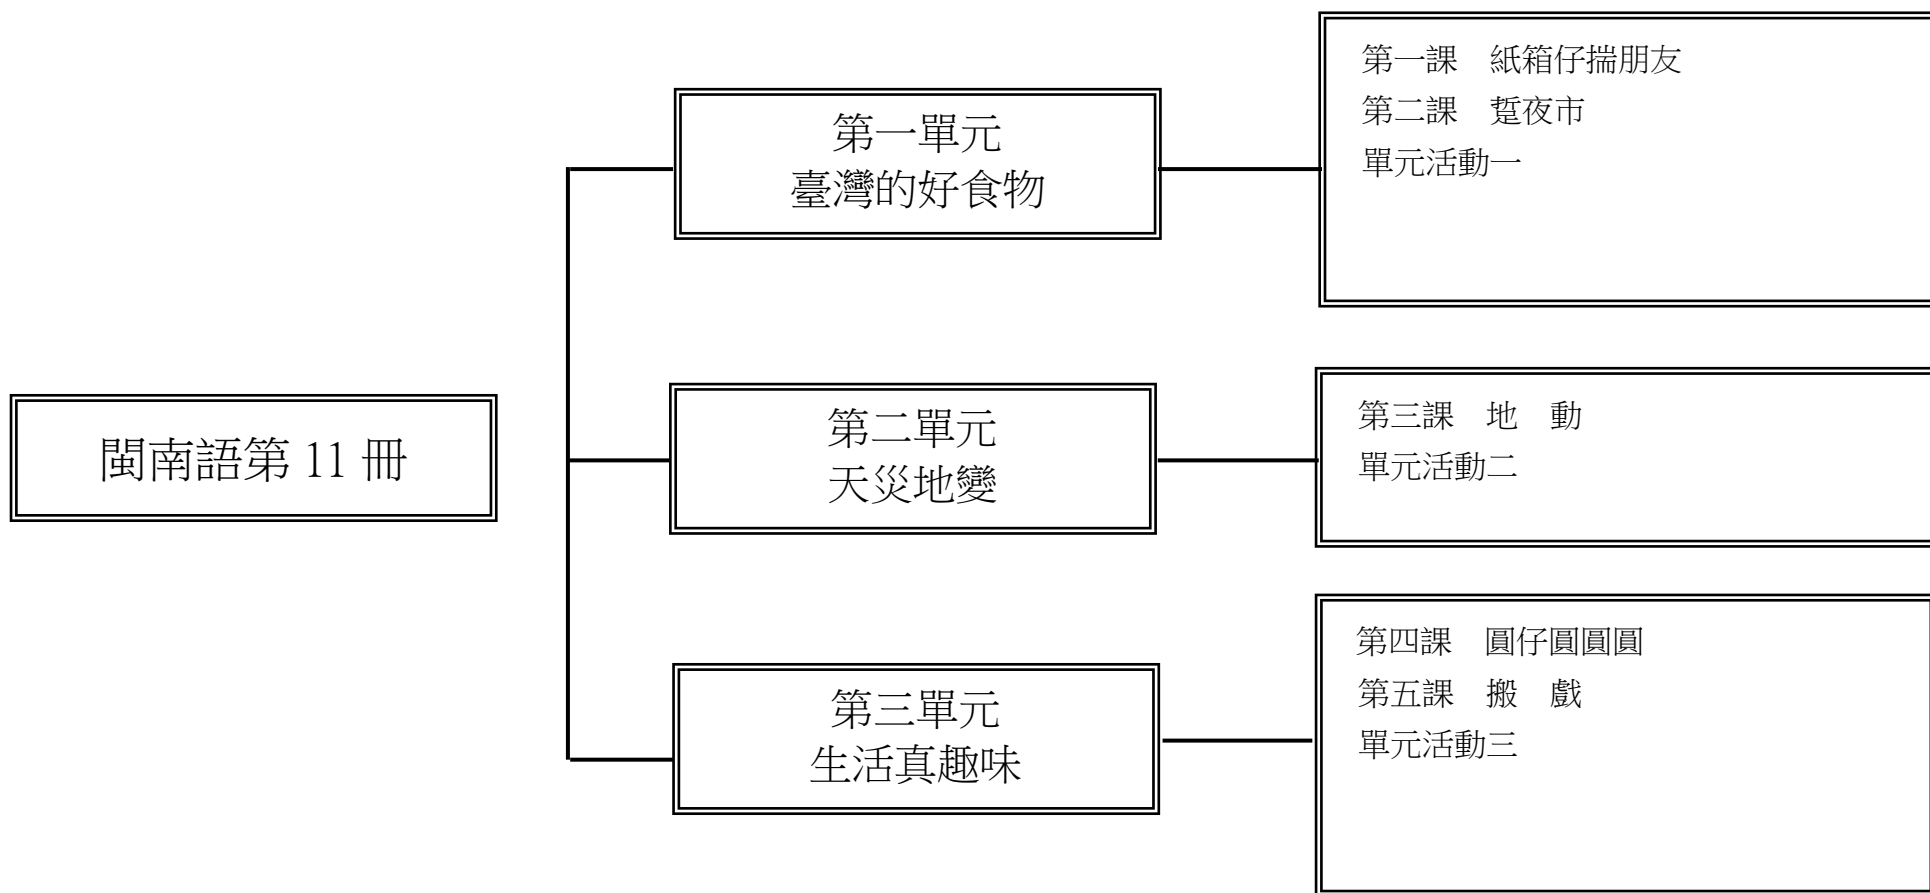 閩南語第 11 冊
第一單元
臺灣的好食物
第一課　紙箱仔揣朋友
第二課　踅夜市
單元活動一
第二單元
天災地變
第三課　地　動
單元活動二
第三單元
生活真趣味
第四課　圓仔圓圓圓
第五課　搬　戲
單元活動三